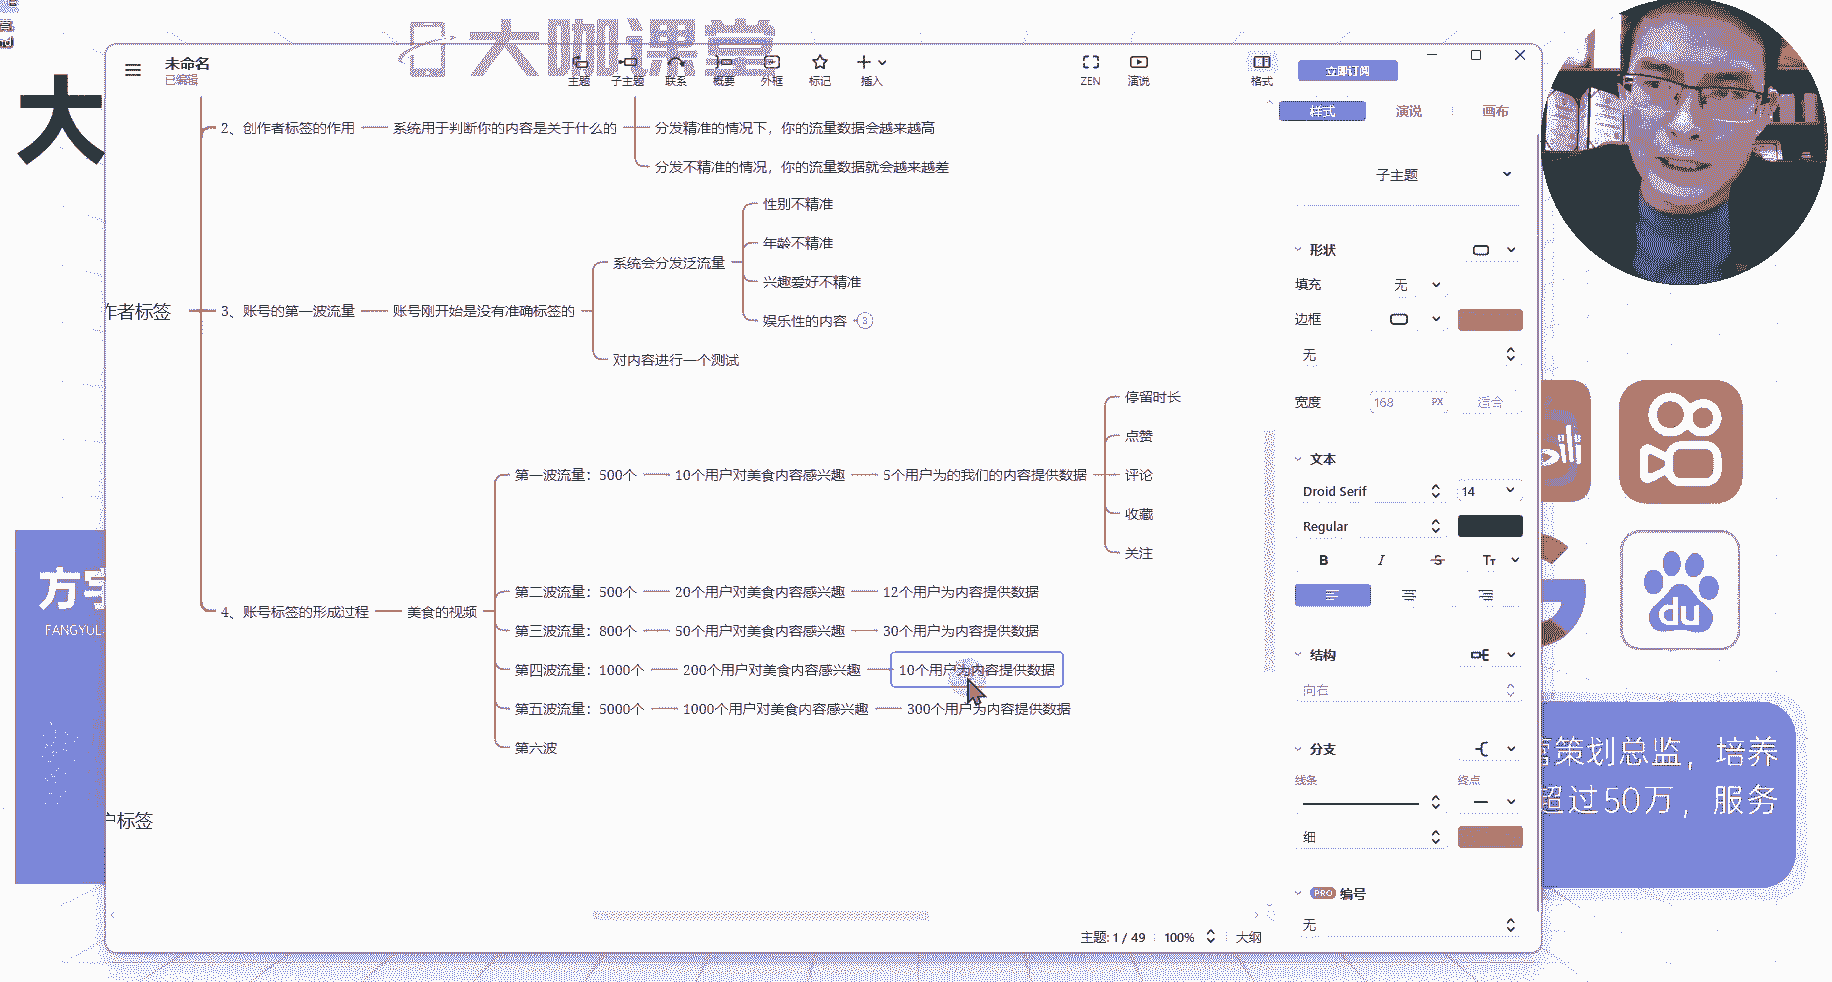 大咖课堂
大
未命名
已编辑
主题
子主题
联系
概要
外框
标记
插入
ZEN
演说
格式
立即订阅
样式
演说
画布
2、创作者标签的作用
系统用于判断你的内容是关于什么的
分发精准的情况下，你的流量数据会越来越高
分发不精准的情况，你的流量数据就会越来越差
作者标签
3、账号的第一波流量
账号刚开始是没有准确标签的
系统会分发泛流量
性别不精准
年龄不精准
兴趣爱好不精准
娱乐性的内容
3
对内容进行一个测试
4、账号标签的形成过程
美食的视频
第一波流量：500个
10个用户对美食内容感兴趣
5个用户为的我们的内容提供数据
停留时长
点赞
评论
收藏
关注
第二波流量：500个
20个用户对美食内容感兴趣
12个用户为内容提供数据
第三波流量：800个
50个用户对美食内容感兴趣
30个用户为内容提供数据
第四波流量：1000个
200个用户对美食内容感兴趣
10个用户为内容提供数据
第五波流量：5000个
1000个用户对美食内容感兴趣
300个用户为内容提供数据
第六波
户标签
子主题
形状
填充
无
边框
无
宽度
168
PX
适合
文本
Droid Serif
14
Regular
B
I
S
Tт
结构
向右
分支
线条
终点
细
PRO 编号
无
主题: 1 / 49
100%
大纲
方宇
FANGYUL
du
营策划总监，培养
超过50万，服务